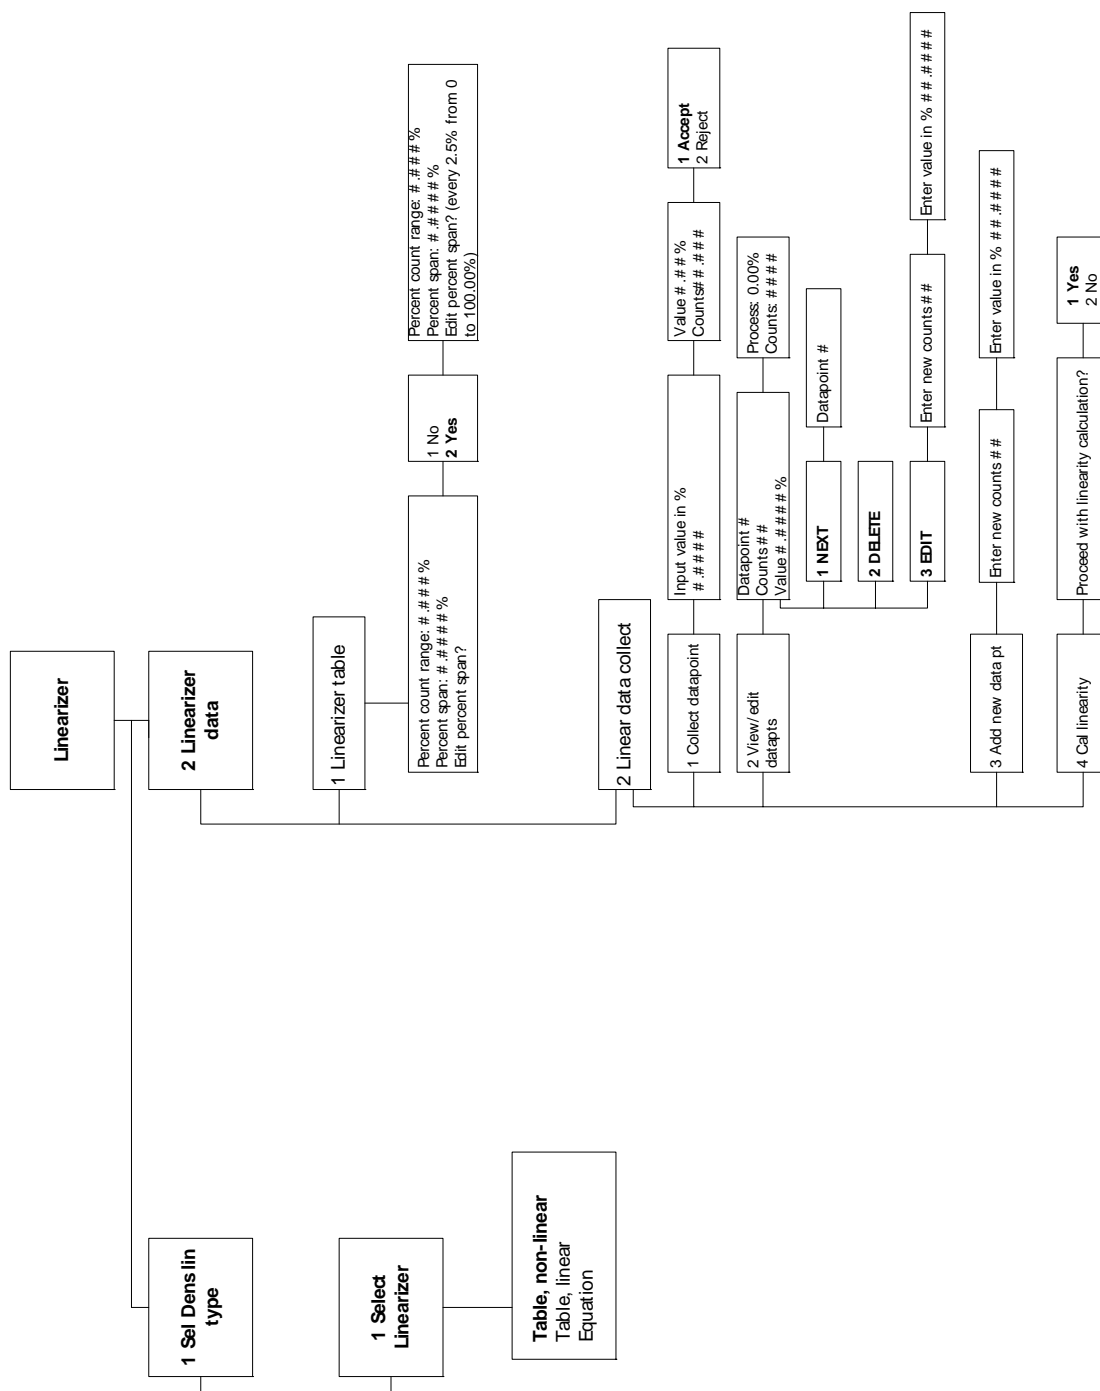 Linearizer
1 Sel Dens lin
type
1 Select
Linearizer
Table, non-linear
Table, linear
Equation
2 Linearizer
data
1 Linearizer table
Percent count range: #.###%
Percent span: #.####%
Edit percent span?
1 No
2 Yes
Percent count range: #.###%
Percent span: #.####%
Edit percent span? (every 2.5% from 0
to 100.00%)
2 Linear data collect
1 Collect datapoint
Input value in %
#.####
Value #.##%
Counts##.###
1 Accept
2 Reject
2 View/edit
datapts
Datapoint #
Counts ##
Value #.####%
Process: 0.00%
Counts: ####
1 NEXT
Datapoint #
2 DELETE
3 EDIT
Enter new counts ##
Enter value in % ##.####
3 Add new data pt
Enter new counts ##
Enter value in % ##.####
4 Cal linearity
Proceed with linearity calculation?
1 Yes
2 No